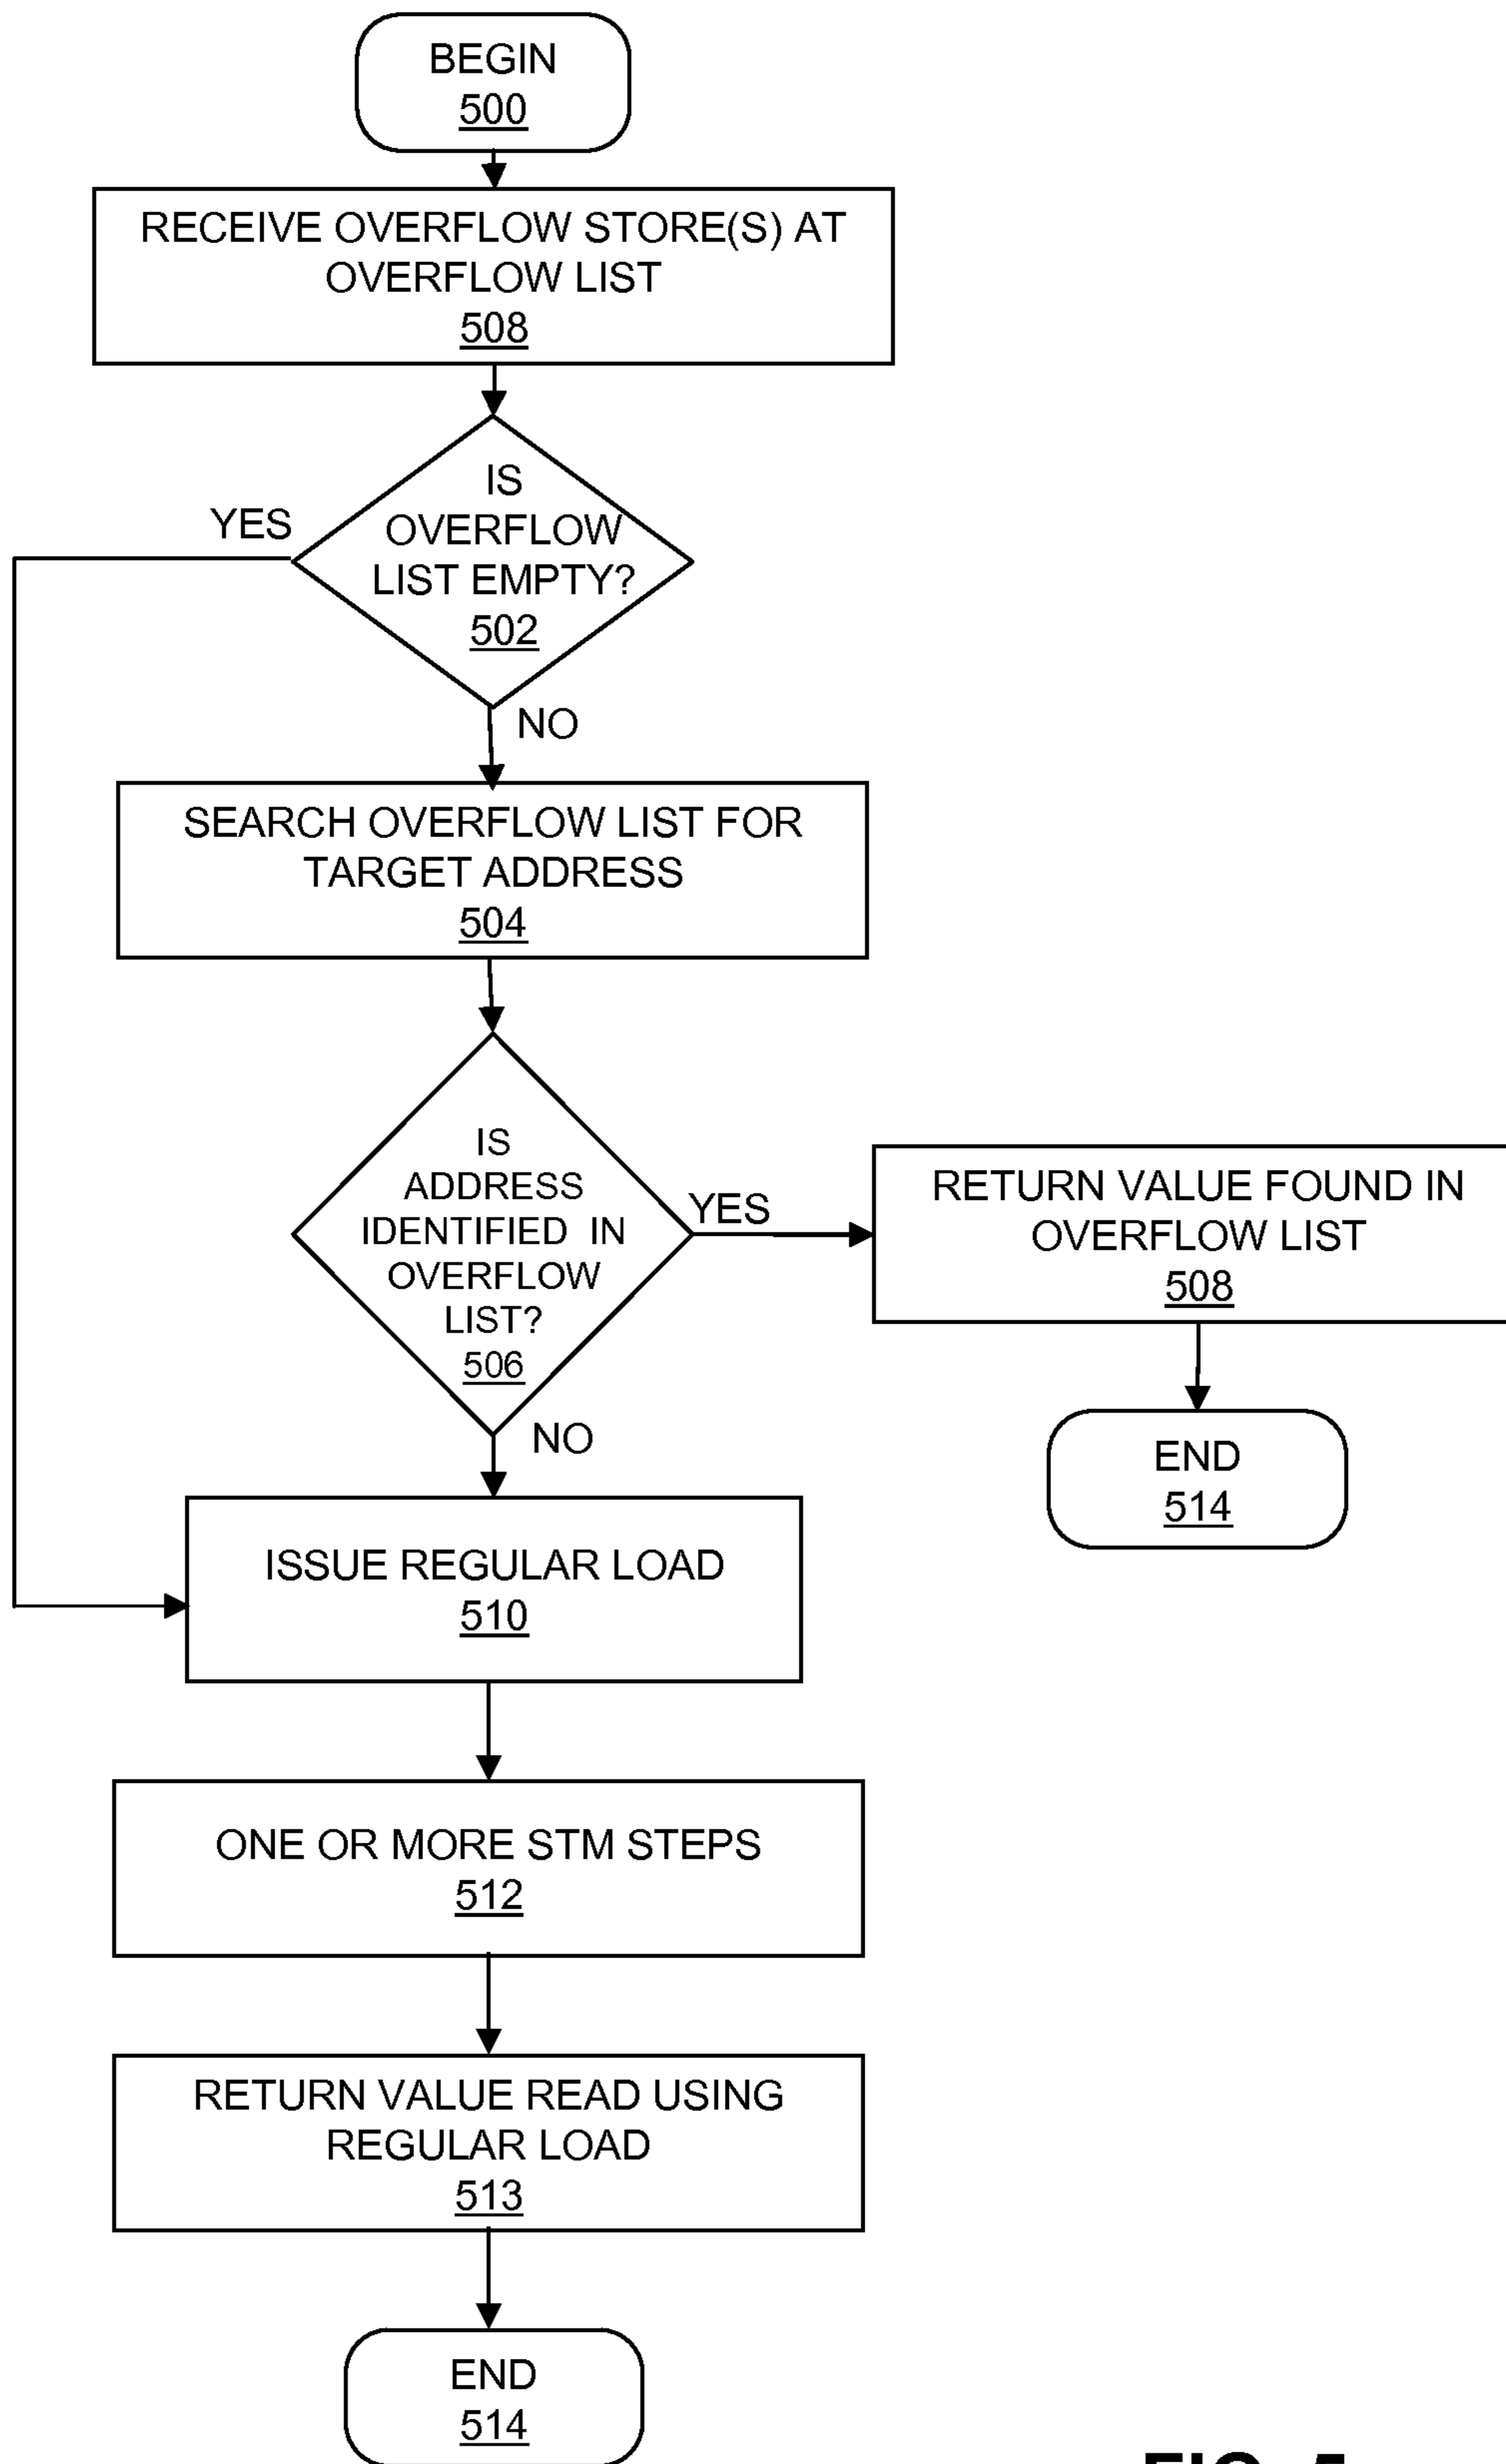 BEGIN
500
RECEIVE OVERFLOW STORE(S) AT
OVERFLOW LIST
508
IS
OVERFLOW
LIST EMPTY?
502
YES
NO
SEARCH OVERFLOW LIST FOR
TARGET ADDRESS
504
IS
ADDRESS
IDENTIFIED IN
OVERFLOW
LIST?
506
YES
RETURN VALUE FOUND IN
OVERFLOW LIST
508
END
514
NO
ISSUE REGULAR LOAD
510
ONE OR MORE STM STEPS
512
RETURN VALUE READ USING
REGULAR LOAD
513
END
514